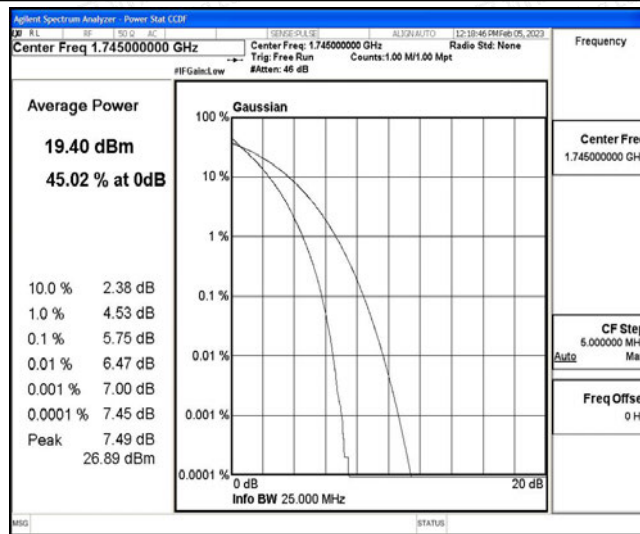 Agilent Spectrum Analyzer - Power Stat CCDF
RL RF 50 Ω AC SENSE:PULSE ALIGNAUTO 12:18:46 PM Feb 05, 2023
Center Freq 1.745000000 GHz
Center Freq: 1.745000000 GHz Radio Std: None
Trig: Free Run Counts:1.00 M/1.00 Mpt
#IFGain:Low #Atten: 46 dB
Frequency
Average Power
19.40 dBm
45.02 % at 0dB
10.0 % 2.38 dB
1.0 % 4.53 dB
0.1 % 5.75 dB
0.01 % 6.47 dB
0.001 % 7.00 dB
0.0001 % 7.45 dB
Peak 7.49 dB
26.89 dBm
Gaussian
100 %
10 %
1 %
0.1 %
0.01 %
0.001 %
0.0001 %
0 dB 20 dB
Info BW 25.000 MHz
Center Fre
1.745000000 GH
CF Step
5.000000 MH
Auto Ma
Freq Offse
0 H
MSG STATUS